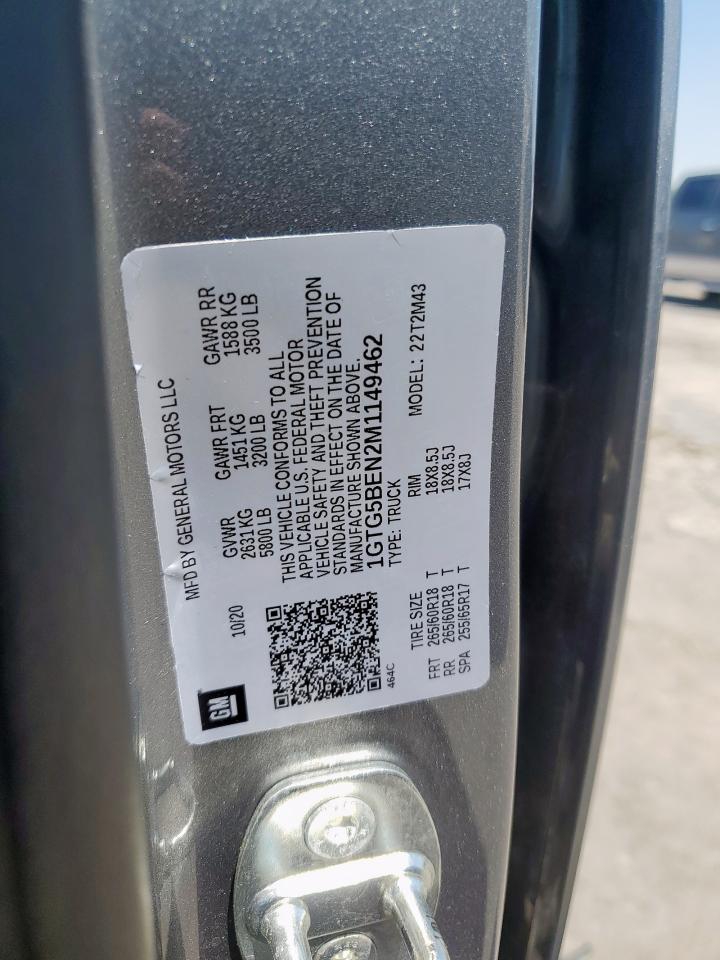 MFD BY GENERAL MOTORS LLC
GM
10/20
GVWR GAWR FRT GAWR RR
2631 KG 1451 KG 1588 KG
5800 LB 3200 LB 3500 LB
THIS VEHICLE CONFORMS TO ALL
APPLICABLE U.S. FEDERAL MOTOR
VEHICLE SAFETY AND THEFT PREVENTION
STANDARDS IN EFFECT ON THE DATE OF
MANUFACTURE SHOWN ABOVE.
1GTG5BEN2M1149462
TYPE: TRUCK MODEL: 22T2M43
464C
TIRE SIZE RIM
FRT 265/60R18 T 18X8.5J
RR 265/60R18 T 18X8.5J
SPA 255/65R17 T 17X8J